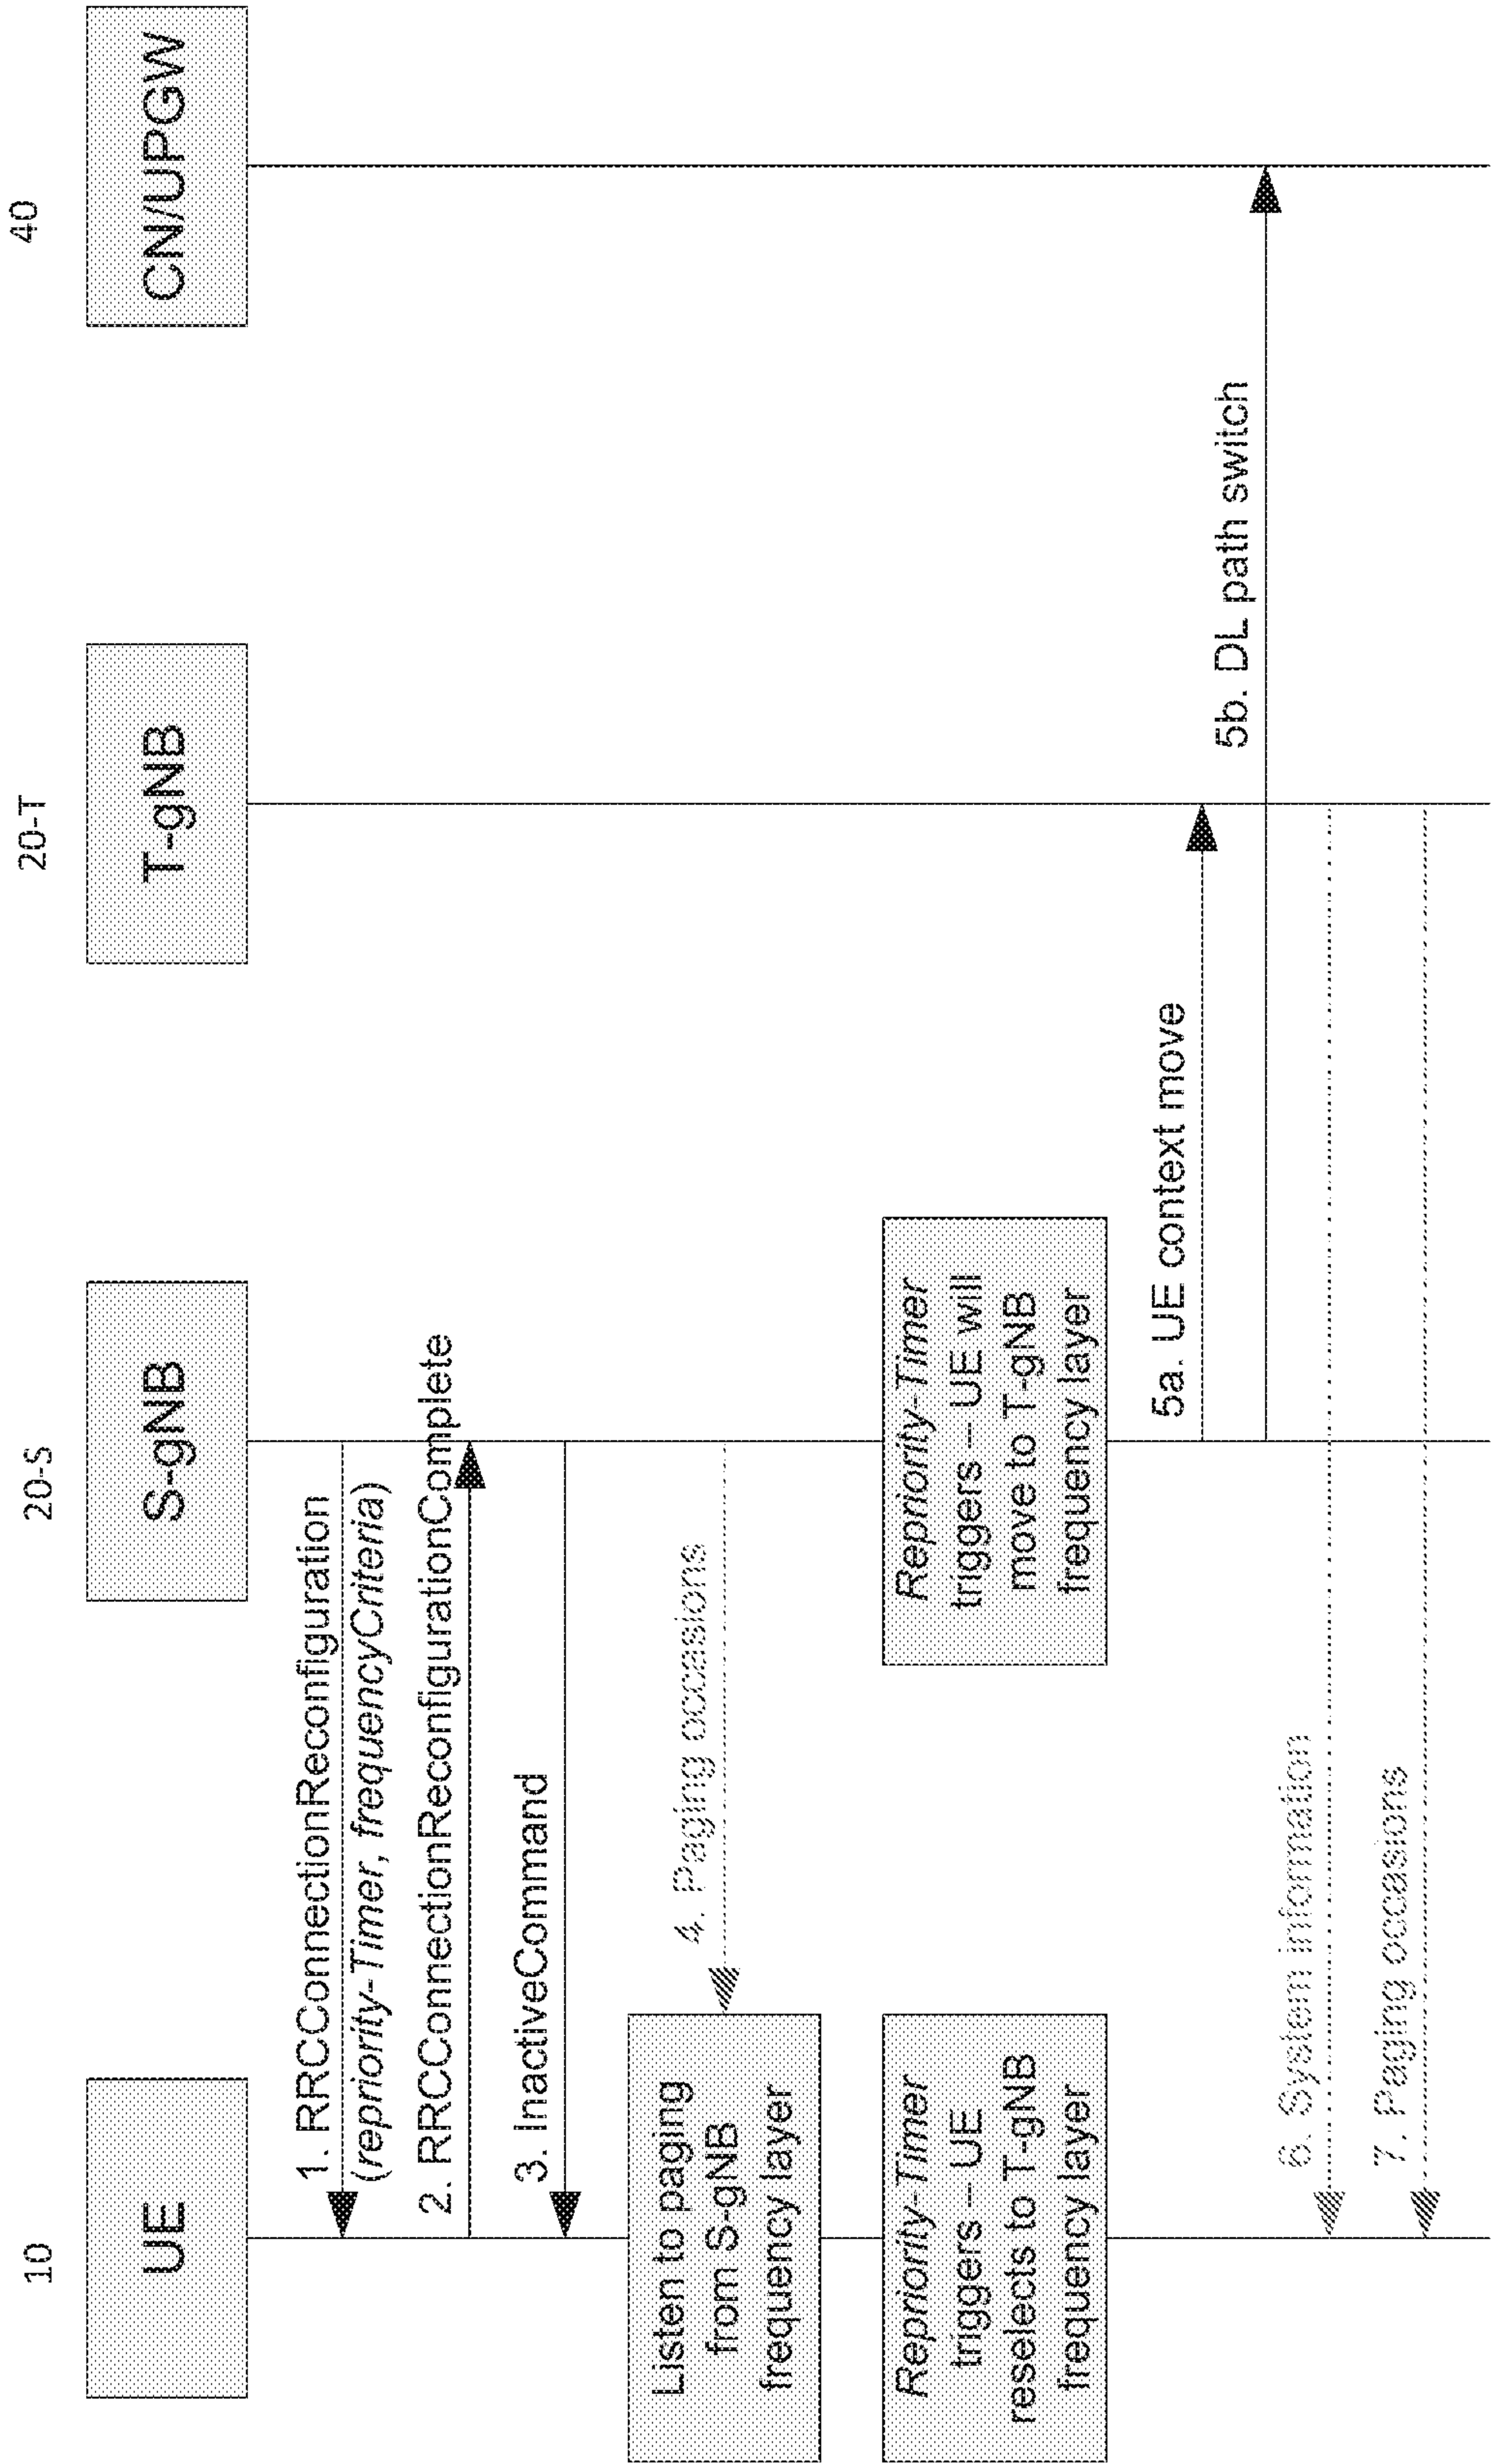 10
20-S
20-T
40
UE
S-gNB
T-gNB
CN/UPGW
1. RRCConnectionReconfiguration
(repriority-Timer, frequencyCriteria)
2. RRCConnectionReconfigurationComplete
3. InactiveCommand
Listen to paging
from S-gNB
frequency layer
4. Paging occasions
Repriority-Timer
triggers – UE
reselects to T-gNB
frequency layer
Repriority-Timer
triggers – UE will
move to T-gNB
frequency layer
5a. UE context move
5b. DL path switch
6. System information
7. Paging occasions